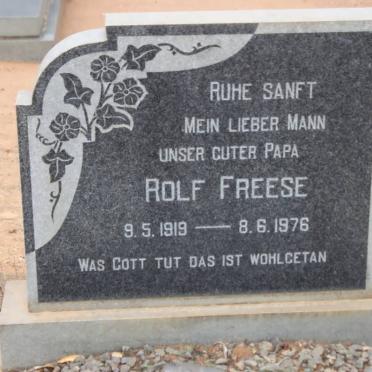 RUHE SANFT
MEIN LIEBER MANN
UNSER GUTER PAPA
ROLF FREESE
9.5.1919 — 8.6.1976
WAS GOTT TUT DAS IST WOHLGETAN